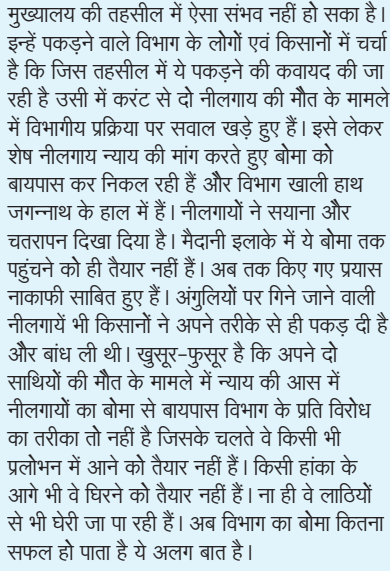 मुख्यालय की तहसील में ऐसा संभव नहीं हो सका है।
इन्हें पकड़ने वाले विभाग के लोगों एवं किसानों में चर्चा
है कि जिस तहसील में ये पकड़ने की कवायद की जा
रही है उसी में करंट से दो नीलगाय की मौत के मामले
में विभागीय प्रक्रिया पर सवाल खड़े हुए हैं। इसे लेकर
शेष नीलगाय न्याय की मांग करते हुए बोमा को
बायपास कर निकल रही हैं और विभाग खाली हाथ
जगन्नाथ के हाल में हैं। नीलगायों ने सयाना और
चतरापन दिखा दिया है। मैदानी इलाके में ये बोमा तक
पहुंचने को ही तैयार नहीं हैं। अब तक किए गए प्रयास
नाकाफी साबित हुए हैं। अंगुलियों पर गिने जाने वाली
नीलगायें भी किसानों ने अपने तरीके से ही पकड़ दी है
और बांध ली थी। खुसूर-फुसूर है कि अपने दो
साथियों की मौत के मामले में न्याय की आस में
नीलगायों का बोमा से बायपास विभाग के प्रति विरोध
का तरीका तो नहीं है जिसके चलते वे किसी भी
प्रलोभन में आने को तैयार नहीं हैं। किसी हांका के
आगे भी वे घिरने को तैयार नहीं हैं। ना ही वे लाठियों
से भी घेरी जा पा रही हैं। अब विभाग का बोमा कितना
सफल हो पाता है ये अलग बात है।